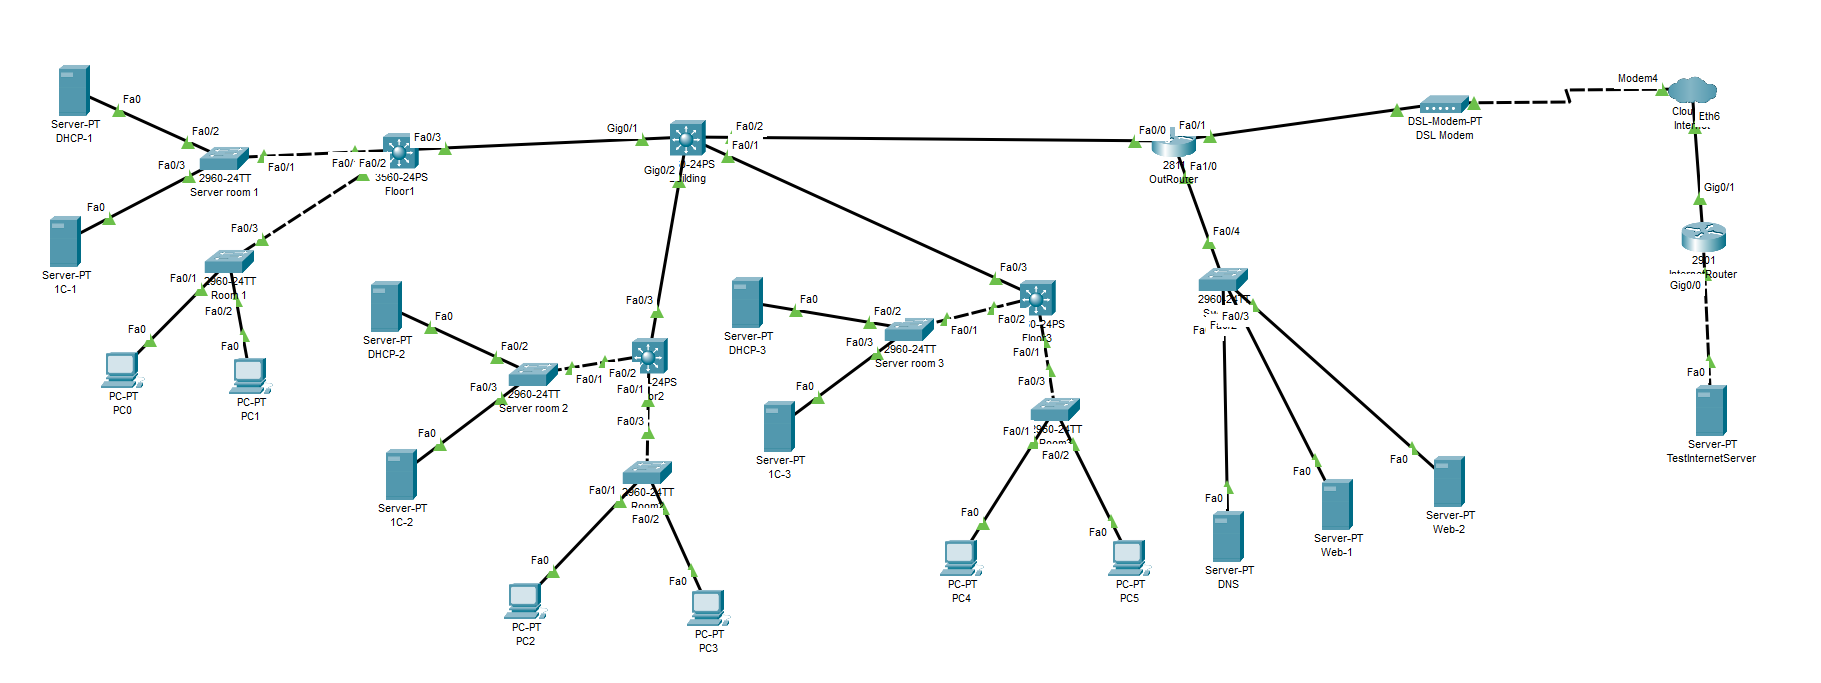 Server-PT
DHCP-1
Fa0
Fa0/2
Fa0/3
Fa0/1
2960-24TT
Server room 1
Fa0
Server-PT
1C-1
Fa0/2
Fa0/3
3560-24PS
Floor1
Fa0/3
2960-24TT
Room 1
Fa0/1
Fa0/2
Fa0
PC-PT
PC0
Fa0
PC-PT
PC1
Gig0/1
Gig0/2
Fa0/2
Fa0/1
Server-PT
DHCP-2
Fa0
Fa0/2
Fa0/3
Fa0/1
2960-24TT
Server room 2
Fa0
Server-PT
1C-2
Fa0/3
Fa0/2
Fa0/1
Fa0/3
2960-24TT
Fa0/1
Fa0/2
Fa0
PC-PT
PC2
Fa0
PC-PT
PC3
Server-PT
DHCP-3
Fa0
Fa0/2
Fa0/3
Fa0/1
2960-24TT
Server room 3
Fa0
Server-PT
1C-3
Fa0/3
Fa0/2
Fa0/1
Fa0/3
Fa0/1
Fa0/2
Fa0
PC-PT
PC4
Fa0
PC-PT
PC5
Fa0/0
Fa0/1
Fa1/0
OutRouter
Fa0/4
2960-24TT
Fa0/3
Fa0
Server-PT
DNS
Fa0
Server-PT
Web-1
Fa0
Server-PT
Web-2
DSL-Modem-PT
DSL Modem
Modem4
Eth6
Gig0/1
2901
Gig0/0
Fa0
Server-PT
TestInternetServer